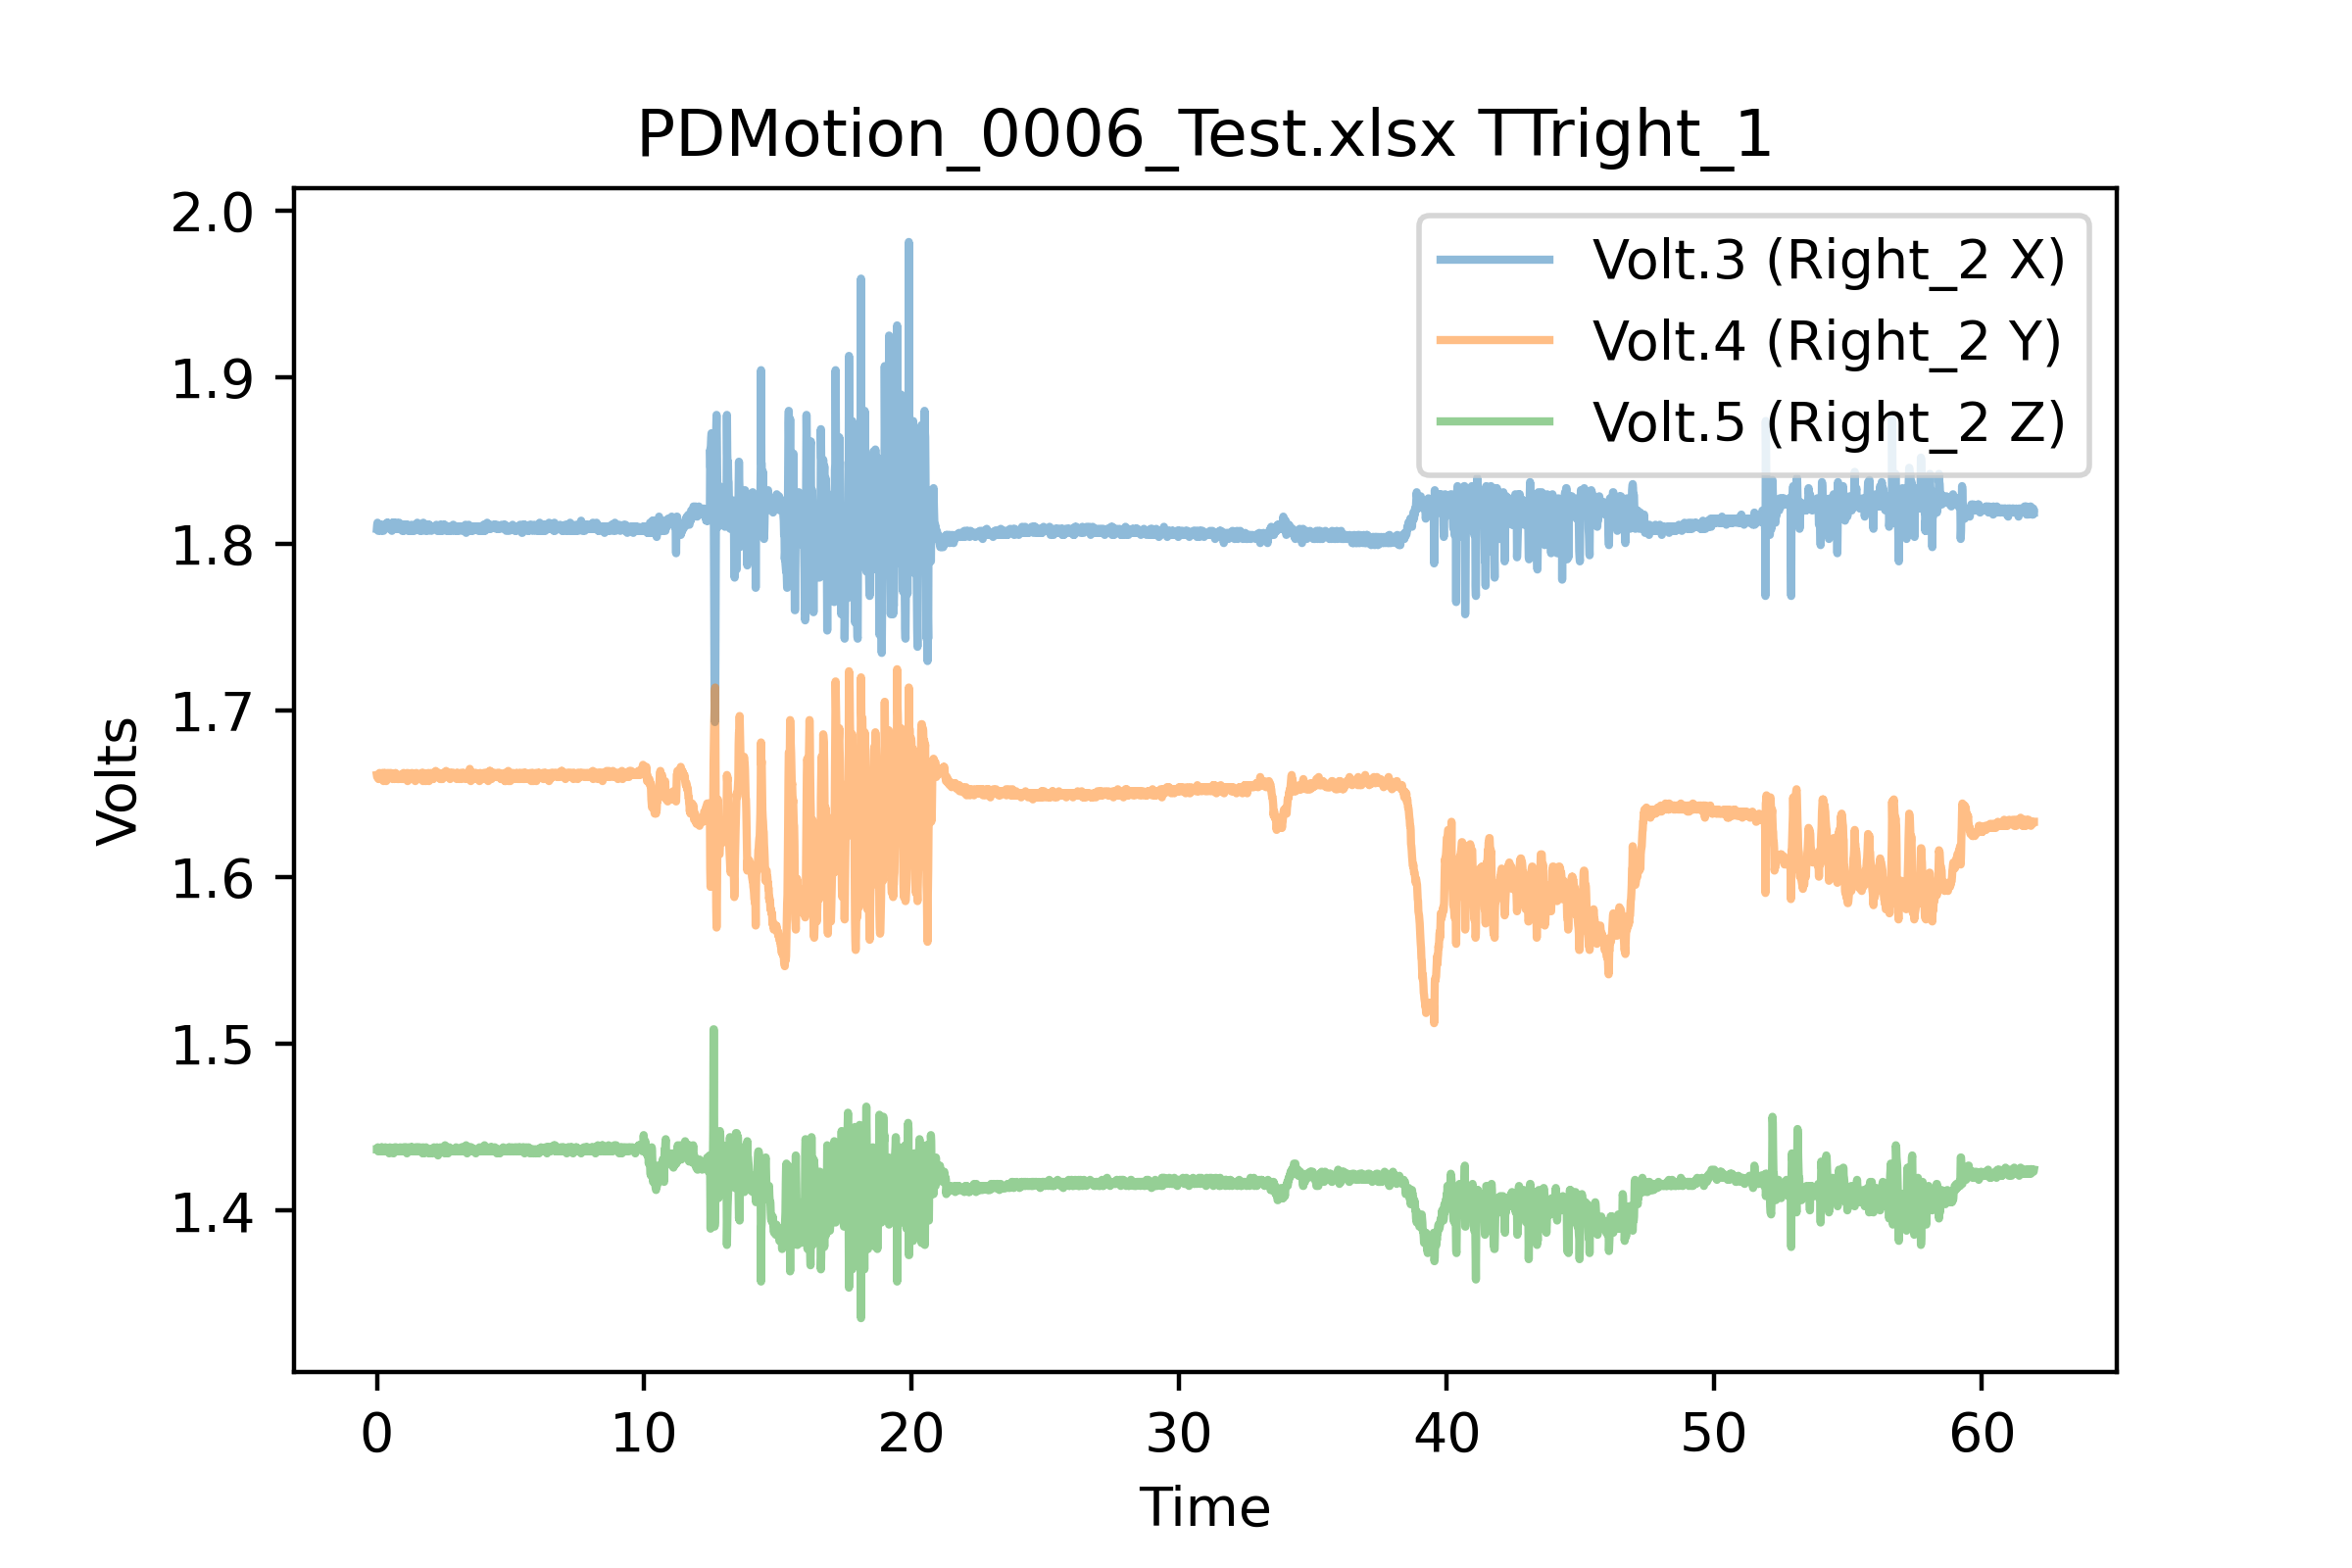 PDMotion_0006_Test.xlsx TTright_1
2.0
1.9
1.8
1.7
1.6
1.5
1.4
Volts
Volt.3 (Right_2 X)
Volt.4 (Right_2 Y)
Volt.5 (Right_2 Z)
0 10 20 30 40 50 60
Time